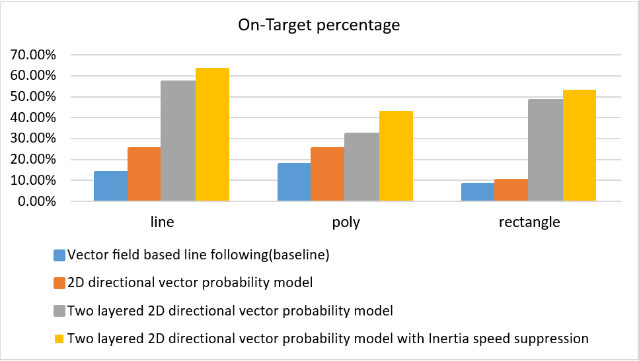 On-Target percentage
70.00%
60.00%
50.00%
40.00%
30.00%
20.00%
10.00%
0.00%
line poly rectangle
Vector field based line following(baseline)
2D directional vector probability model
Two layered 2D directional vector probability model
Two layered 2D directional vector probability model with Inertia speed suppression